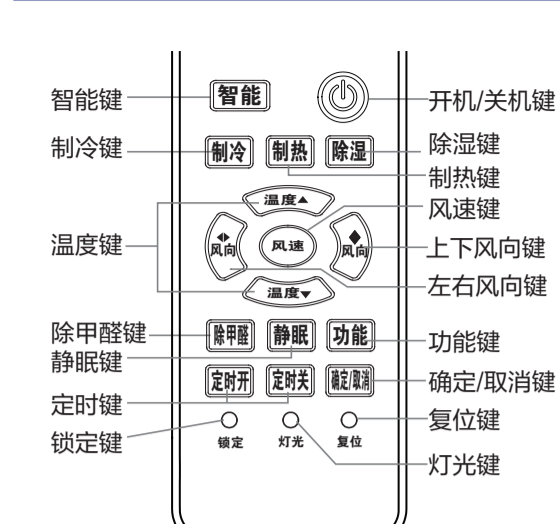 智能键
智能
开机/关机键
制冷键
制冷
制热
除湿
除湿键
制热键
温度▲
风速键
温度键
风向
风速
风向
上下风向键
左右风向键
温度▼
除甲醛键
除甲醛
静眠
功能
功能键
静眠键
定时开
定时关
确定/取消
确定/取消键
定时键
复位键
锁定键
锁定
灯光
复位
灯光键